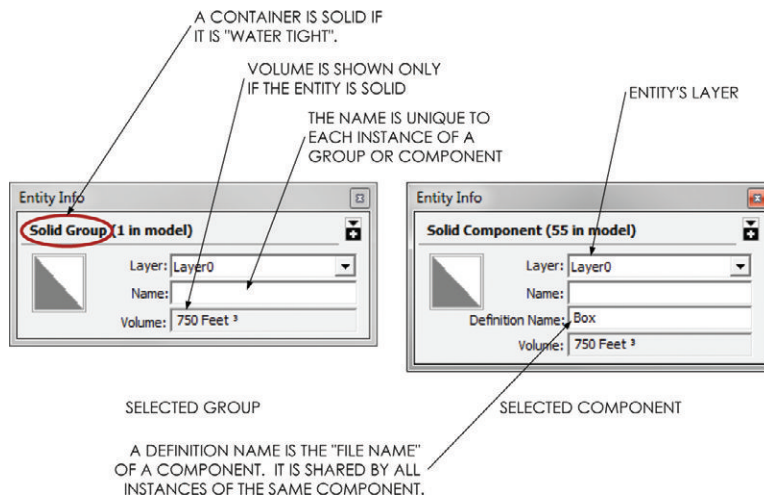 A CONTAINER IS SOLID IF
IT IS "WATER TIGHT".
VOLUME IS SHOWN ONLY
IF THE ENTITY IS SOLID
THE NAME IS UNIQUE TO
EACH INSTANCE OF A
GROUP OR COMPONENT
ENTITY'S LAYER
Entity Info
Solid Group (1 in model)
Layer: Layer0
Name:
Volume: 750 Feet ³
Entity Info
Solid Component (55 in model)
Layer: Layer0
Name:
Definition Name: Box
Volume: 750 Feet ³
SELECTED GROUP
SELECTED COMPONENT
A DEFINITION NAME IS THE "FILE NAME"
OF A COMPONENT. IT IS SHARED BY ALL
INSTANCES OF THE SAME COMPONENT.